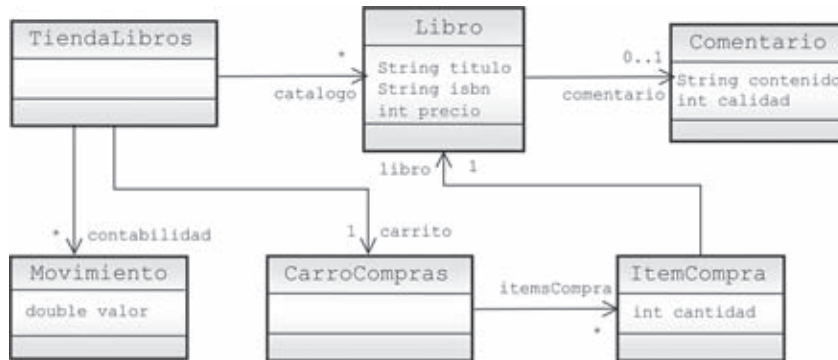 TiendaLibros
Libro
Comentario
*
catalogo
String titulo
String isbn
int precio
0..1
comentario
String contenido
int calidad
libro
1
*
contabilidad
1
carrito
Movimiento
double valor
CarroCompras
itemsCompra
*
ItemCompra
int cantidad